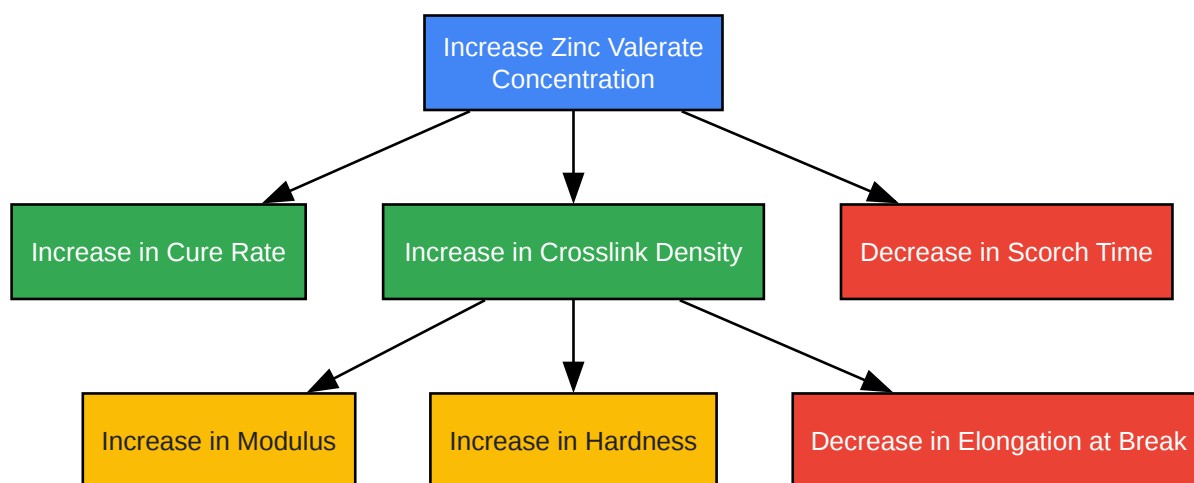 Increase Zinc Valerate
Concentration
Increase in Cure Rate
Increase in Crosslink Density
Decrease in Scorch Time
Increase in Modulus
Increase in Hardness
Decrease in Elongation at Break